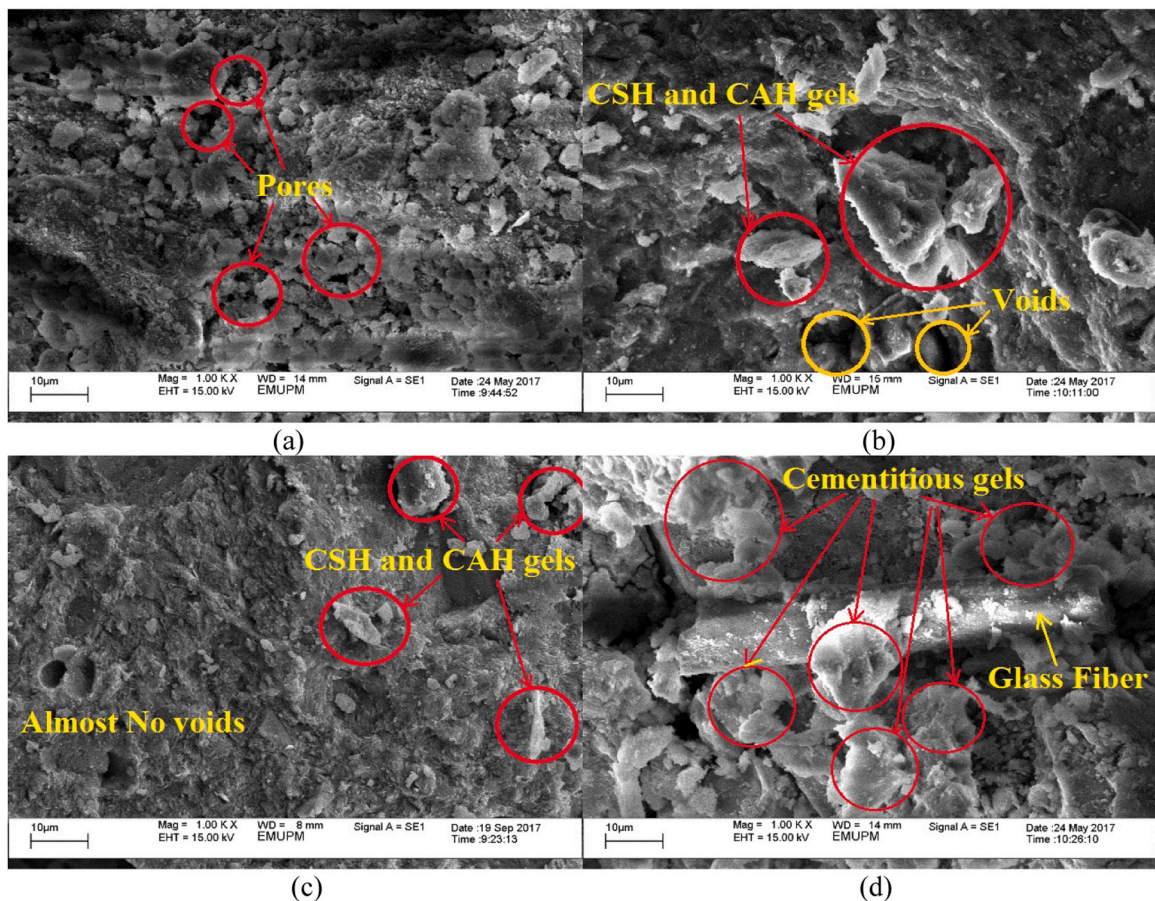 Pores
10µm
Mag = 1.00 K X WD = 14 mm Signal A = SE1 Date :24 May 2017
EHT = 15.00 kV EMUPM Time :9:44:52
(a)
CSH and CAH gels
Voids
10µm
Mag = 1.00 K X WD = 15 mm Signal A = SE1 Date :24 May 2017
EHT = 15.00 kV EMUPM Time :10:11:00
(b)
CSH and CAH gels
Almost No voids
10µm
Mag = 1.00 K X WD = 8 mm Signal A = SE1 Date :19 Sep 2017
EHT = 15.00 kV EMUPM Time :9:23:13
(c)
Cementitious gels
Glass Fiber
10µm
Mag = 1.00 K X WD = 14 mm Signal A = SE1 Date :24 May 2017
EHT = 15.00 kV EMUPM Time :10:26:10
(d)